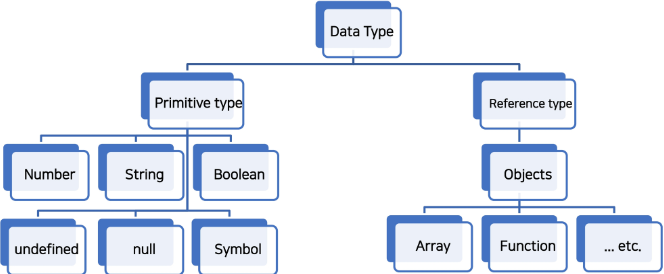 Data Type
Primitive type
Reference type
Number
String
Boolean
Objects
undefined
null
Symbol
Array
Function
... etc.